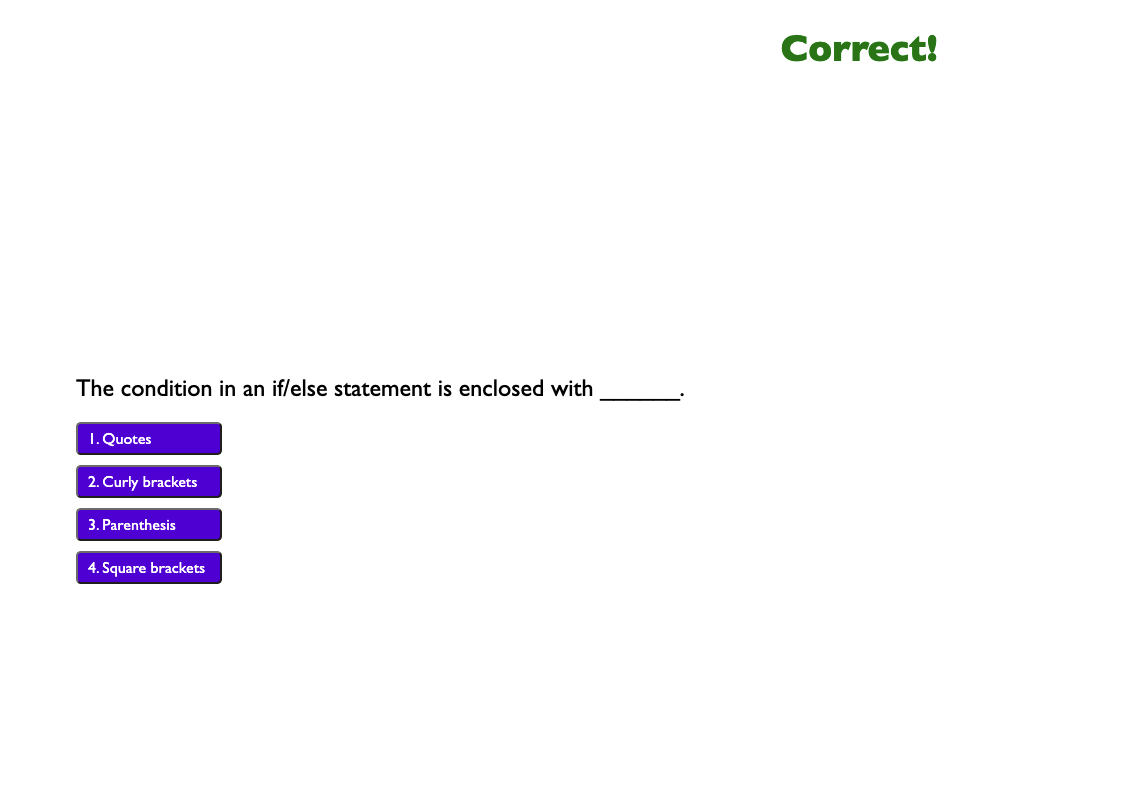 Correct!
The condition in an if/else statement is enclosed with ______.
1. Quotes
2. Curly brackets
3. Parenthesis
4. Square brackets